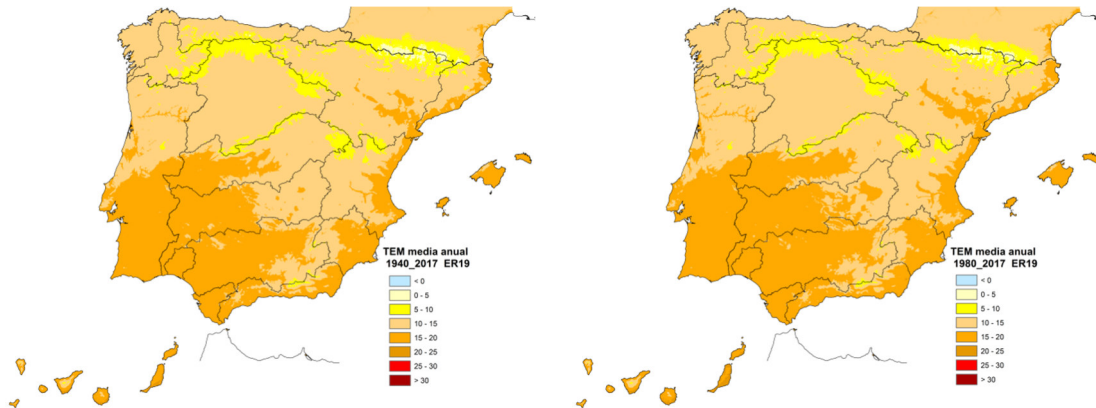 TEM media anual
1940_2017 ER19
< 0
0 - 5
5 - 10
10 - 15
15 - 20
20 - 25
25 - 30
> 30
TEM media anual
1980_2017 ER19
< 0
0 - 5
5 - 10
10 - 15
15 - 20
20 - 25
25 - 30
> 30